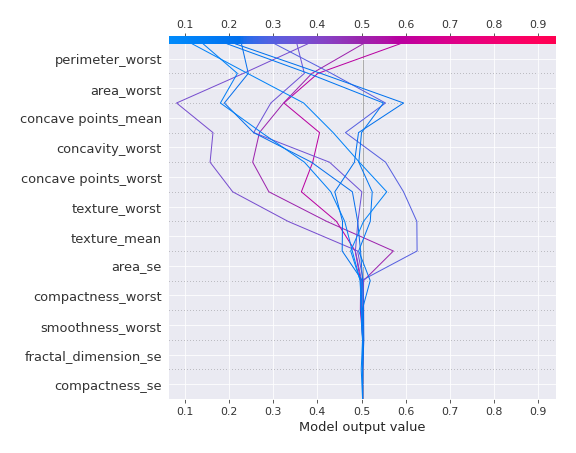 0.1 0.2 0.3 0.4 0.5 0.6 0.7 0.8 0.9
perimeter_worst
area_worst
concave points_mean
concavity_worst
concave points_worst
texture_worst
texture_mean
area_se
compactness_worst
smoothness_worst
fractal_dimension_se
compactness_se
0.1 0.2 0.3 0.4 0.5 0.6 0.7 0.8 0.9
Model output value